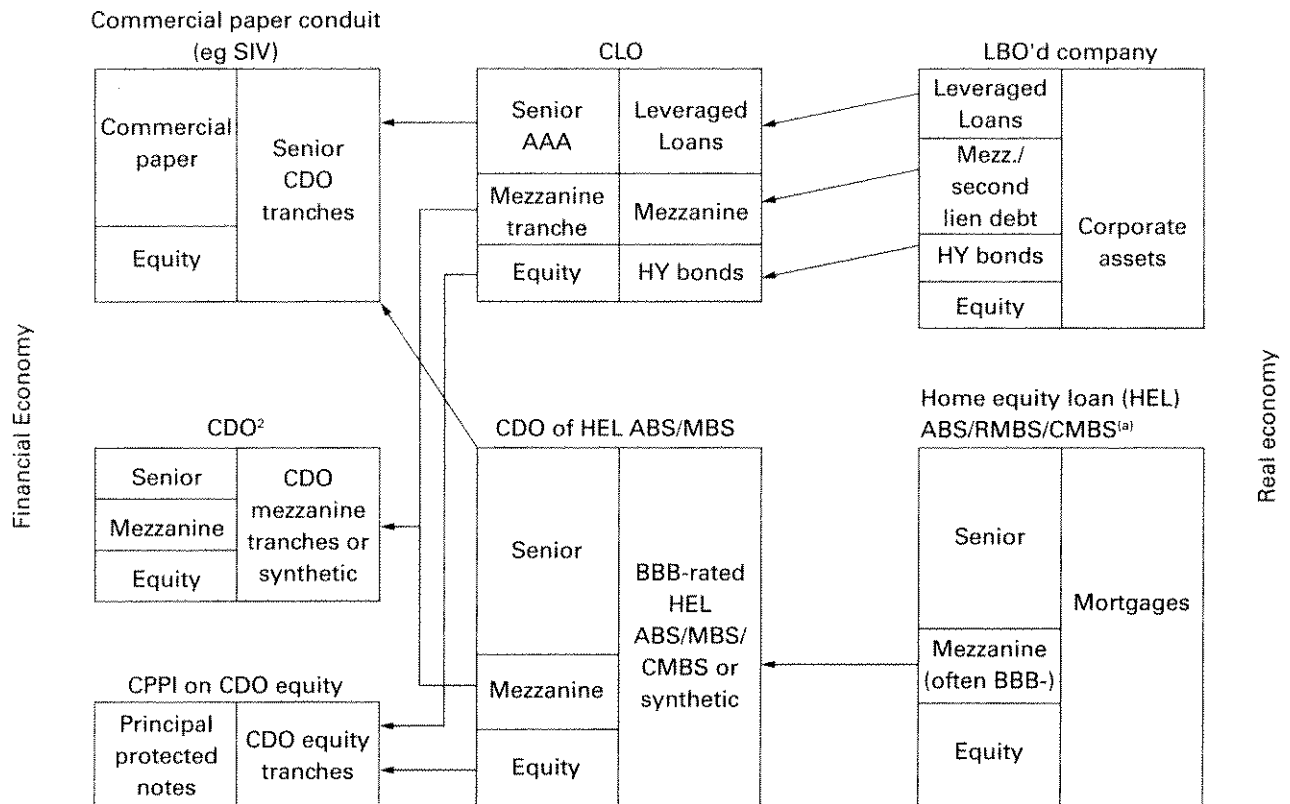 Commercial paper conduit
(eg SIV)
Commercial
paper
Equity
Senior
CDO
tranches
CLO
Senior
AAA
Leveraged
Loans
Mezzanine
tranche
Mezzanine
Equity
HY bonds
LBO'd company
Leveraged
Loans
Mezz./
second
lien debt
HY bonds
Equity
Corporate
assets
Financial Economy
Real economy
CDO²
Senior
Mezzanine
Equity
CDO
mezzanine
tranches or
synthetic
CPPI on CDO equity
Principal
protected
notes
CDO equity
tranches
CDO of HEL ABS/MBS
Senior
Mezzanine
Equity
BBB-rated
HEL
ABS/MBS/
CMBS or
synthetic
Home equity loan (HEL)
ABS/RMBS/CMBS(a)
Senior
Mezzanine
(often BBB-)
Equity
Mortgages